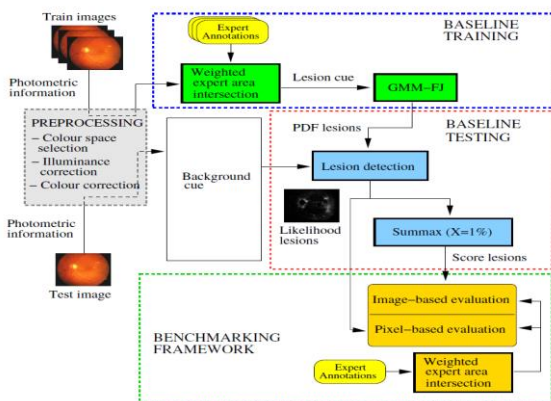 Train images
Photometric
information
PREPROCESSING
– Colour space
selection
– Illuminance
correction
– Colour correction
Photometric
information
Test image
Expert
Annotations
Weighted
expert area
intersection
Lesion cue
GMM–FJ
BASELINE
TRAINING
PDF lesions
BASELINE
TESTING
Background
cue
Lesion detection
Likelihood
lesions
Summax (X=1%)
Score lesions
Image-based evaluation
Pixel-based evaluation
BENCHMARKING
FRAMEWORK
Expert
Annotations
Weighted
expert area
intersection